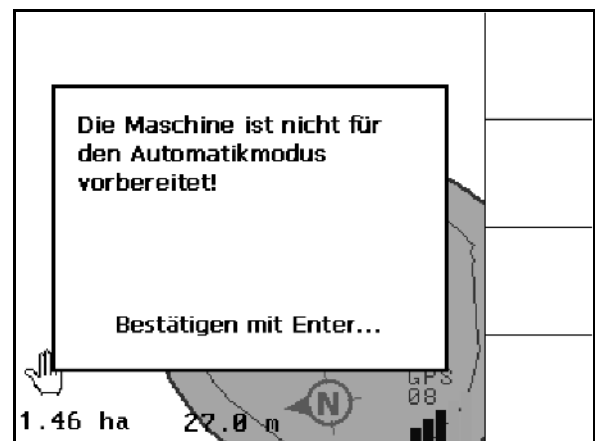 Die Maschine ist nicht für
den Automatikmodus
vorbereitet!
Bestätigen mit Enter...
GPS
08
1.46 ha
27.0 m
N